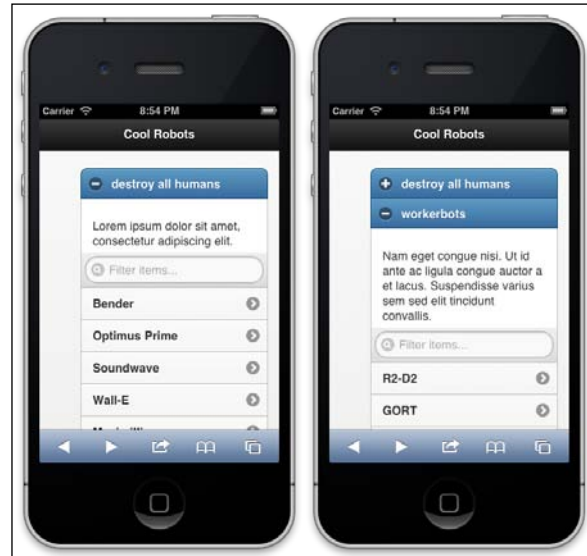 Carrier 8:54 PM
Cool Robots
destroy all humans
Lorem ipsum dolor sit amet,
consectetur adipiscing elit.
Filter items...
Bender
Optimus Prime
Soundwave
Wall-E
Carrier 8:54 PM
Cool Robots
destroy all humans
workerbots
Nam eget congue nisi. Ut id
ante ac ligula congue auctor a
et lacus. Suspendisse varius
sem sed elit tincidunt
convallis.
Filter items...
R2-D2
GORT